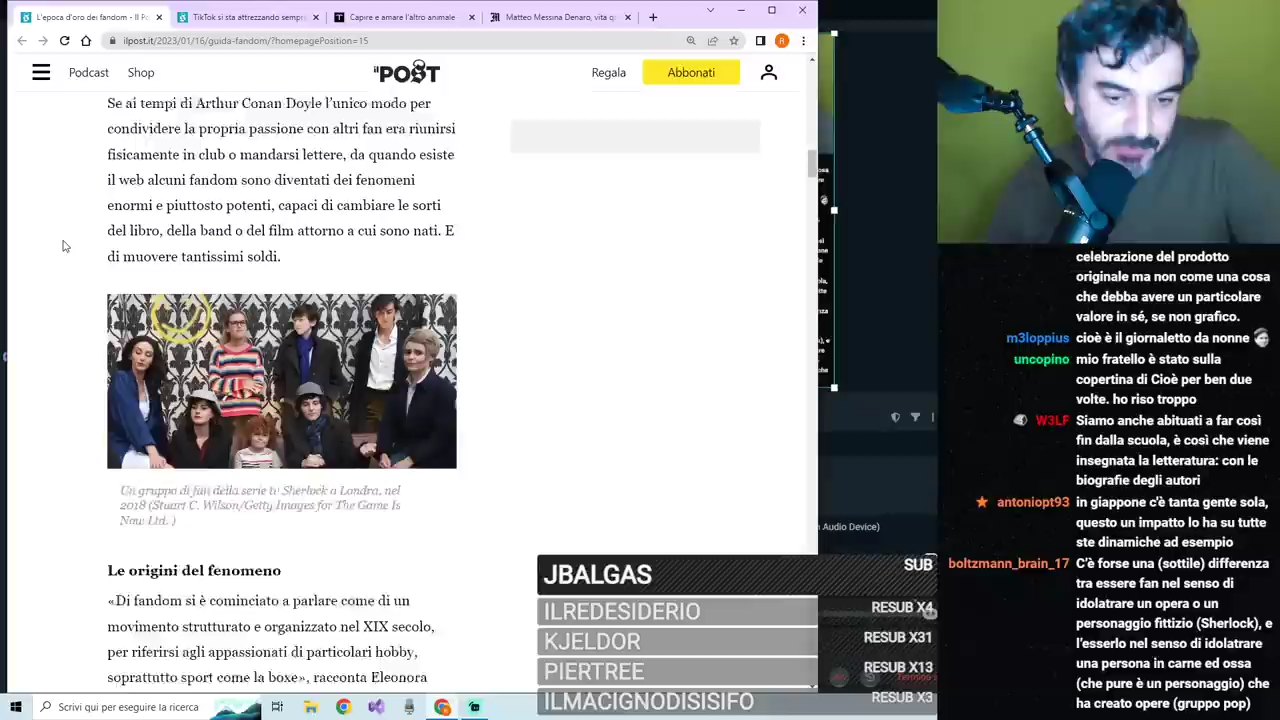 L'epoca d'oro dei fandom - Il P
TikTok si sta attrezzando sempr
Capire e amare l'altro animale
Matteo Messina Denaro, vita q
ilpost.it/2023/01/16/guida-fandom/?homepagePosition=15
Podcast
Shop
IL POST
Regala
Abbonati
Se ai tempi di Arthur Conan Doyle l'unico modo per
condividere la propria passione con altri fan era riunirsi
fisicamente in club o mandarsi lettere, da quando esiste
il web alcuni fandom sono diventati dei fenomeni
enormi e piuttosto potenti, capaci di cambiare le sorti
del libro, della band o del film attorno a cui sono nati. E
di muovere tantissimi soldi.
Un gruppo di fan della serie tv Sherlock a Londra, nel
2018 (Stuart C. Wilson/Getty Images for The Game Is
Now Ltd. )
Le origini del fenomeno
«Di fandom si è cominciato a parlare come di un
movimento strutturato e organizzato nel XIX secolo,
per riferirsi agli appassionati di particolari hobby,
soprattutto sport come la boxe», racconta Eleonora
Audio Device)
JBALGAS SUB
ILREDESIDERIO RESUB X4
KJELDOR RESUB X31
PIERTREE RESUB X13
ILMACIGNODISISIFO RESUB X3
Scrivi qui per eseguire la ricerc
celebrazione del prodotto
originale ma non come una cosa
che debba avere un particolare
valore in sé, se non grafico.
m3loppius cioè è il giornaletto da nonne
uncopino mio fratello è stato sulla
copertina di Cioè per ben due
volte. ho riso troppo
W3LF Siamo anche abituati a far così
fin dalla scuola, è così che viene
insegnata la letteratura: con le
biografie degli autori
antoniopt93 in giappone c'è tanta gente sola,
questo un impatto lo ha su tutte
ste dinamiche ad esempio
boltzmann_brain_17 C'è forse una (sottile) differenza
tra essere fan nel senso di
idolatrare un opera o un
personaggio fittizio (Sherlock), e
l'esserlo nel senso di idolatrare
una persona in carne ed ossa
(che pure è un personaggio) che
ha creato opere (gruppo pop)